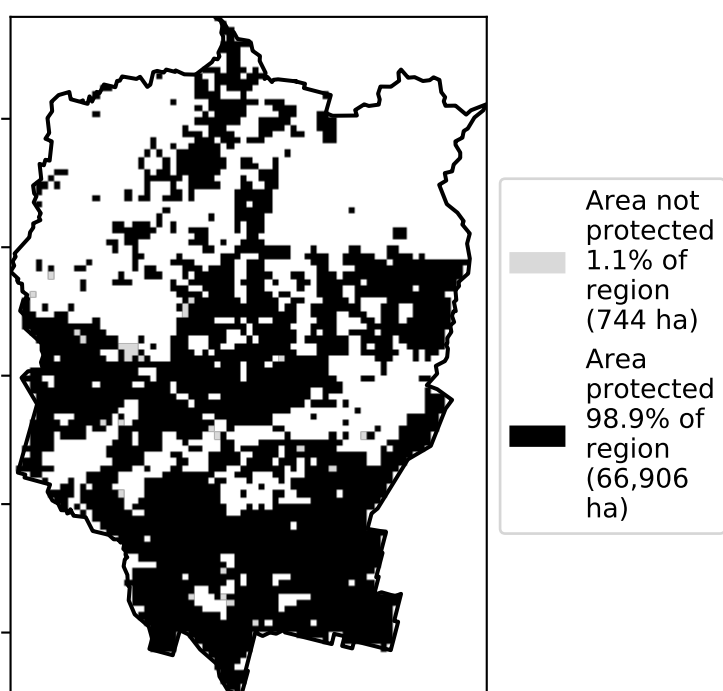 Area not
protected
1.1% of
region
(744 ha)
Area
protected
98.9% of
region
(66,906
ha)